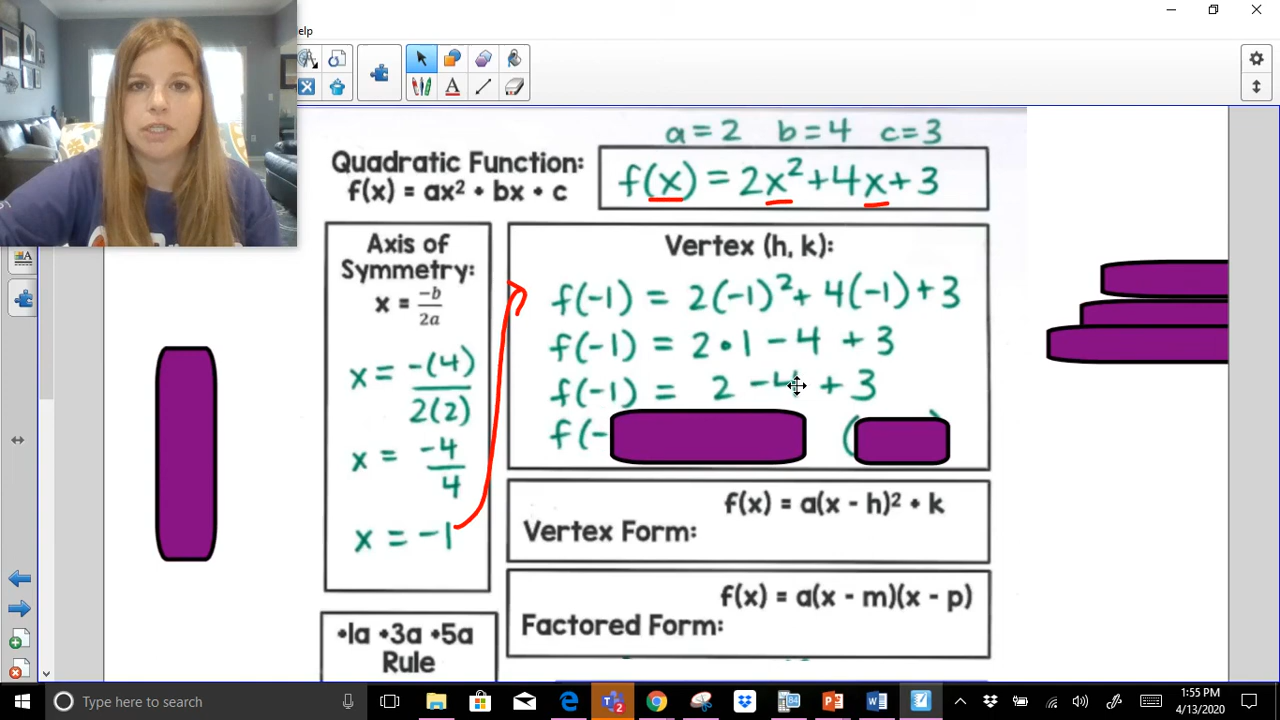 elp
a = 2 b = 4 c = 3
Quadratic Function:
f(x) = ax² + bx + c
f(x) = 2x² + 4x + 3
Axis of
Symmetry:
x = -b/2a
x = -(4)/2(2)
x = -4/4
x = -1
Vertex (h, k):
f(-1) = 2(-1)² + 4(-1) + 3
f(-1) = 2 • 1 - 4 + 3
f(-1) = 2 - 4 + 3
f(-
(
)
f(x) = a(x - h)² + k
Vertex Form:
f(x) = a(x - m)(x - p)
Factored Form:
•1a •3a •5a
Rule
Type here to search
2
84
1:55 PM
4/13/2020